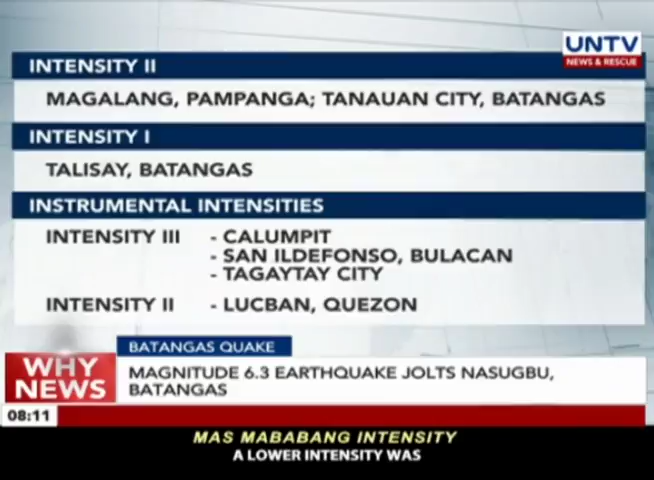 UNTV
NEWS & RESCUE
INTENSITY II
MAGALANG, PAMPANGA; TANAUAN CITY, BATANGAS
INTENSITY I
TALISAY, BATANGAS
INSTRUMENTAL INTENSITIES
INTENSITY III - CALUMPIT
- SAN ILDEFONSO, BULACAN
- TAGAYTAY CITY
INTENSITY II - LUCBAN, QUEZON
BATANGAS QUAKE
WHY
NEWS
MAGNITUDE 6.3 EARTHQUAKE JOLTS NASUGBU,
BATANGAS
08:11
MAS MABABANG INTENSITY
A LOWER INTENSITY WAS